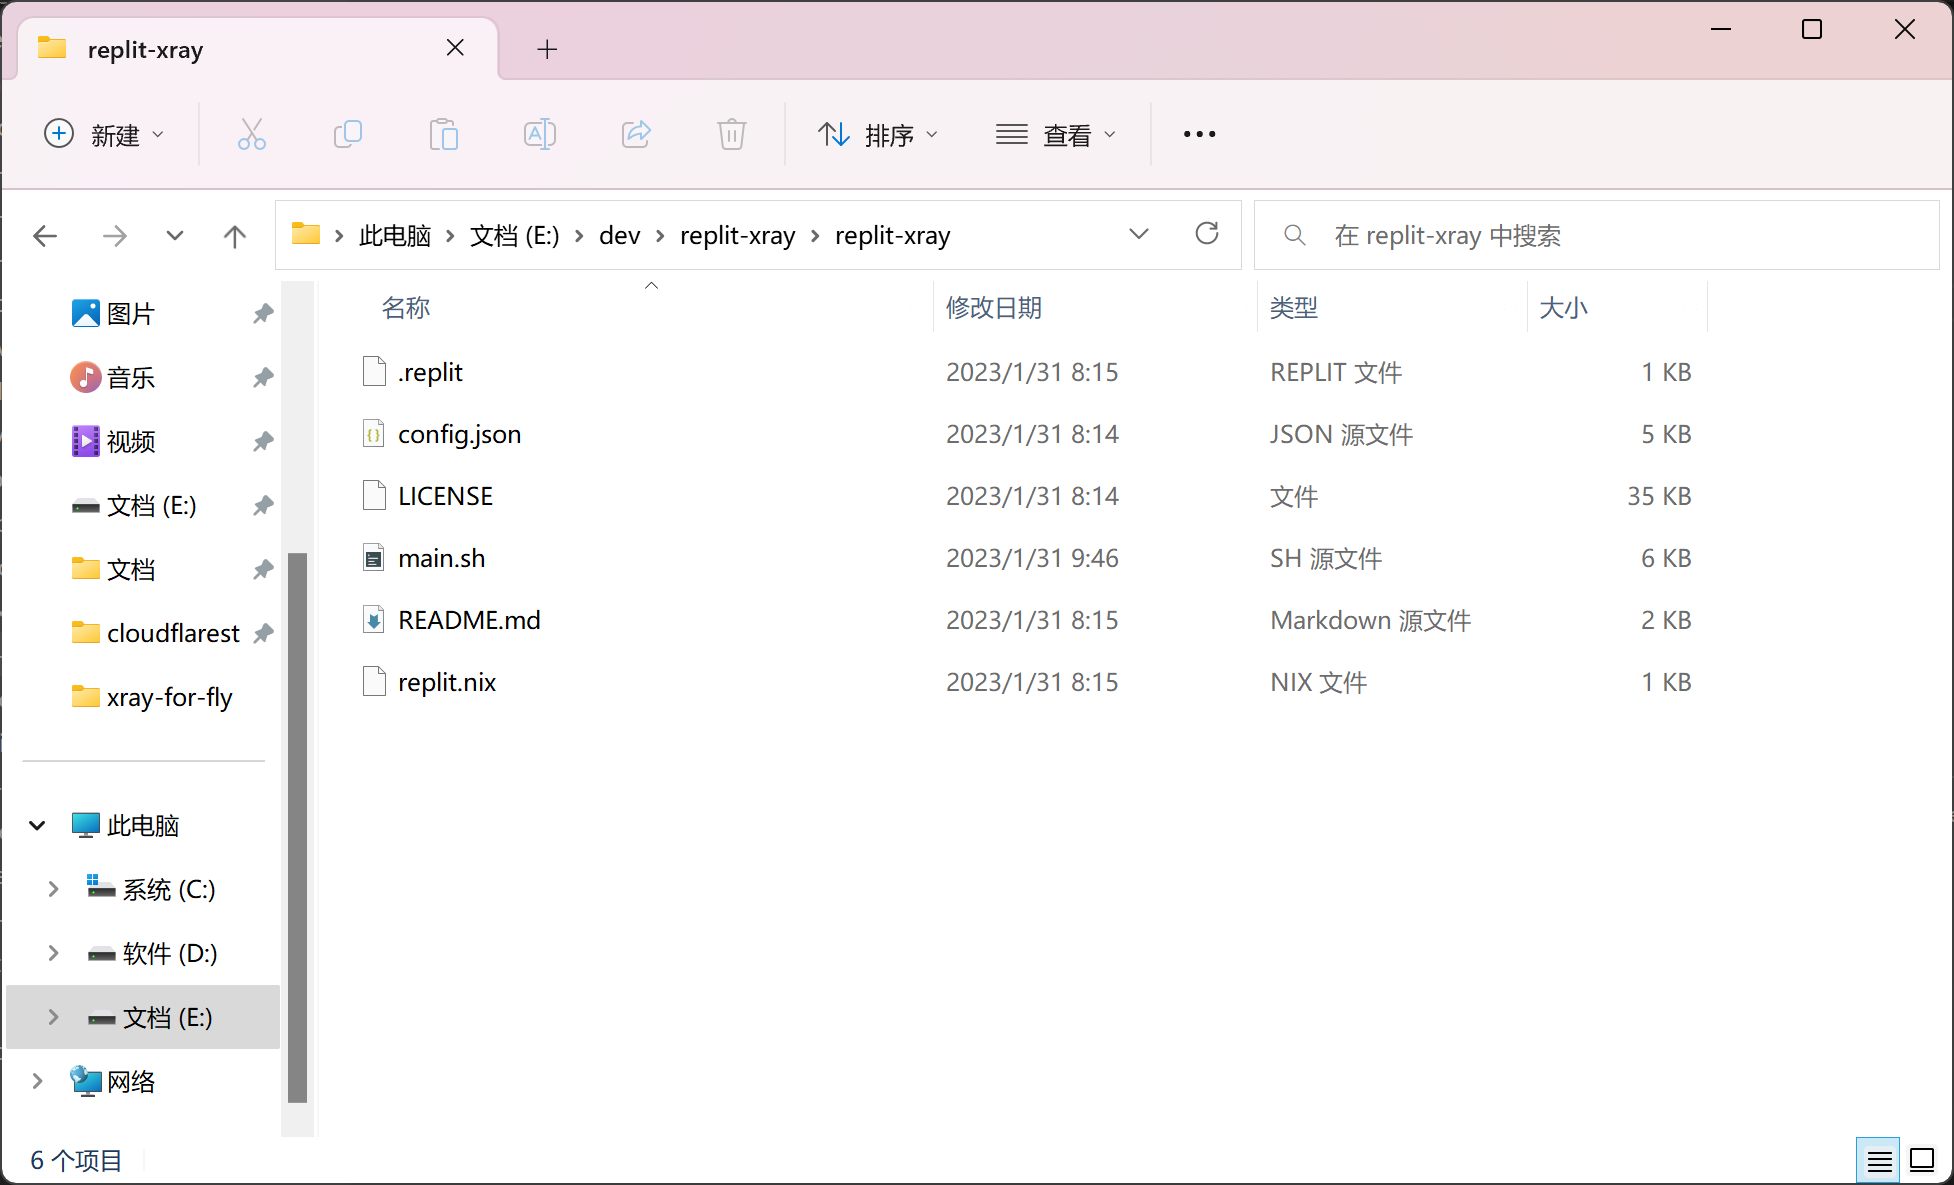 replit-xray
新建
排序
查看
此电脑 文档 (E:) dev replit-xray replit-xray
在 replit-xray 中搜索
图片
音乐
视频
文档 (E:)
文档
cloudflarest
xray-for-fly
此电脑
系统 (C:)
软件 (D:)
文档 (E:)
网络
名称 修改日期 类型 大小
.replit 2023/1/31 8:15 REPLIT 文件 1 KB
config.json 2023/1/31 8:14 JSON 源文件 5 KB
LICENSE 2023/1/31 8:14 文件 35 KB
main.sh 2023/1/31 9:46 SH 源文件 6 KB
README.md 2023/1/31 8:15 Markdown 源文件 2 KB
replit.nix 2023/1/31 8:15 NIX 文件 1 KB
6 个项目